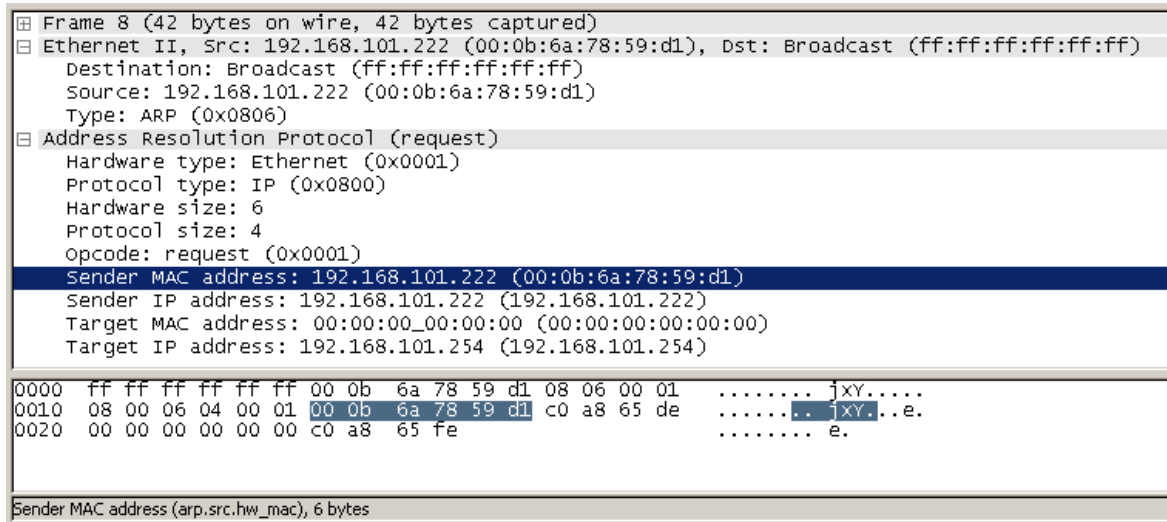 Frame 8 (42 bytes on wire, 42 bytes captured)
Ethernet II, Src: 192.168.101.222 (00:0b:6a:78:59:d1), Dst: Broadcast (ff:ff:ff:ff:ff:ff)
Destination: Broadcast (ff:ff:ff:ff:ff:ff)
Source: 192.168.101.222 (00:0b:6a:78:59:d1)
Type: ARP (0x0806)
Address Resolution Protocol (request)
Hardware type: Ethernet (0x0001)
Protocol type: IP (0x0800)
Hardware size: 6
Protocol size: 4
Opcode: request (0x0001)
Sender MAC address: 192.168.101.222 (00:0b:6a:78:59:d1)
Sender IP address: 192.168.101.222 (192.168.101.222)
Target MAC address: 00:00:00_00:00:00 (00:00:00:00:00:00)
Target IP address: 192.168.101.254 (192.168.101.254)
0000 ff ff ff ff ff ff 00 0b 6a 78 59 d1 08 06 00 01 ........ jxY.....
0010 08 00 06 04 00 01 00 0b 6a 78 59 d1 c0 a8 65 de ........ jxY...e.
0020 00 00 00 00 00 00 c0 a8 65 fe ........ e.
Sender MAC address (arp.src.hw_mac), 6 bytes